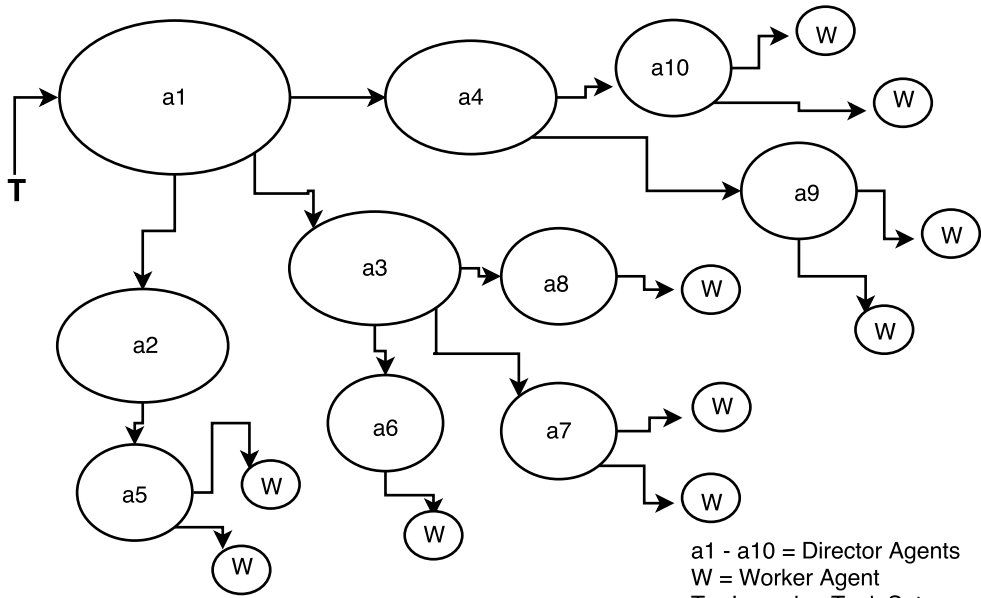 a1
a4
a10
W
W
T
a9
W
a3
a8
W
W
a2
a6
a7
W
a5
W
W
W
W
a1 - a10 = Director Agents
W = Worker Agent